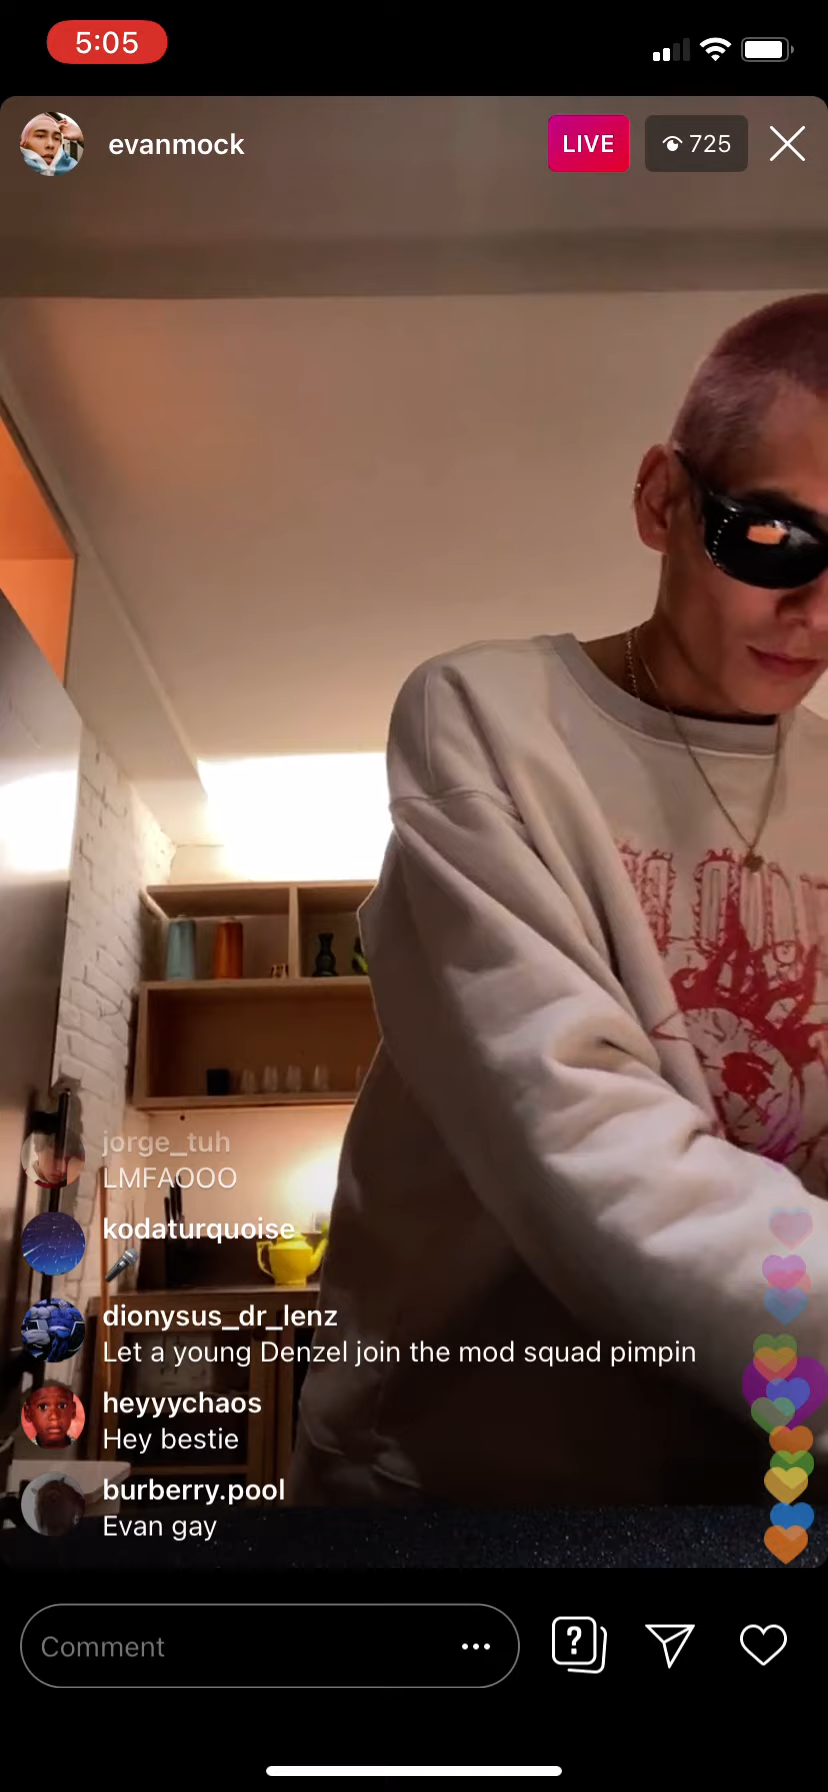 5:05
evanmock
LIVE
725
jorge_tuh
LMFAOOO
kodaturquoise
🎤
dionysus_dr_lenz
Let a young Denzel join the mod squad pimpin
heyyychaos
Hey bestie
burberry.pool
Evan gay
Comment